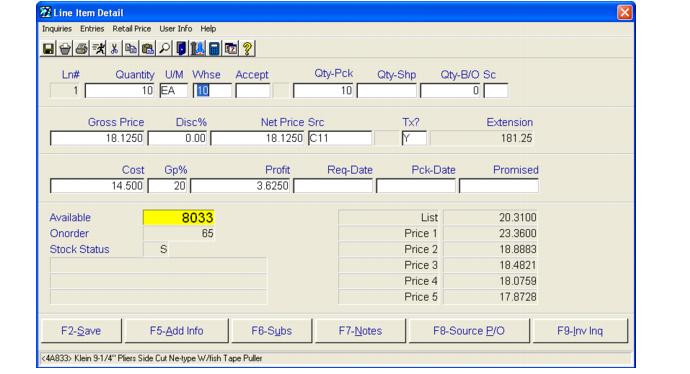 Line Item Detail
Inquiries Entries Retail Price User Info Help
Ln# Quantity U/M Whse Accept Qty-Pck Qty-Shp Qty-B/O Sc
1 10 EA 10 10 0
Gross Price Disc% Net Price Src Tx? Extension
18.1250 0.00 18.1250 C11 Y 181.25
Cost Gp% Profit Req-Date Pck-Date Promised
14.500 20 3.6250
Available 8033 List 20.3100
Onorder 65 Price 1 23.3600
Stock Status S Price 2 18.8883
Price 3 18.4821
Price 4 18.0759
Price 5 17.8728
F2-Save F5-Add Info F6-Subs F7-Notes F8-Source P/O F9-Inv Inq
<4A833> Klein 9-1/4" Pliers Side Cut Ne-type W/fish Tape Puller